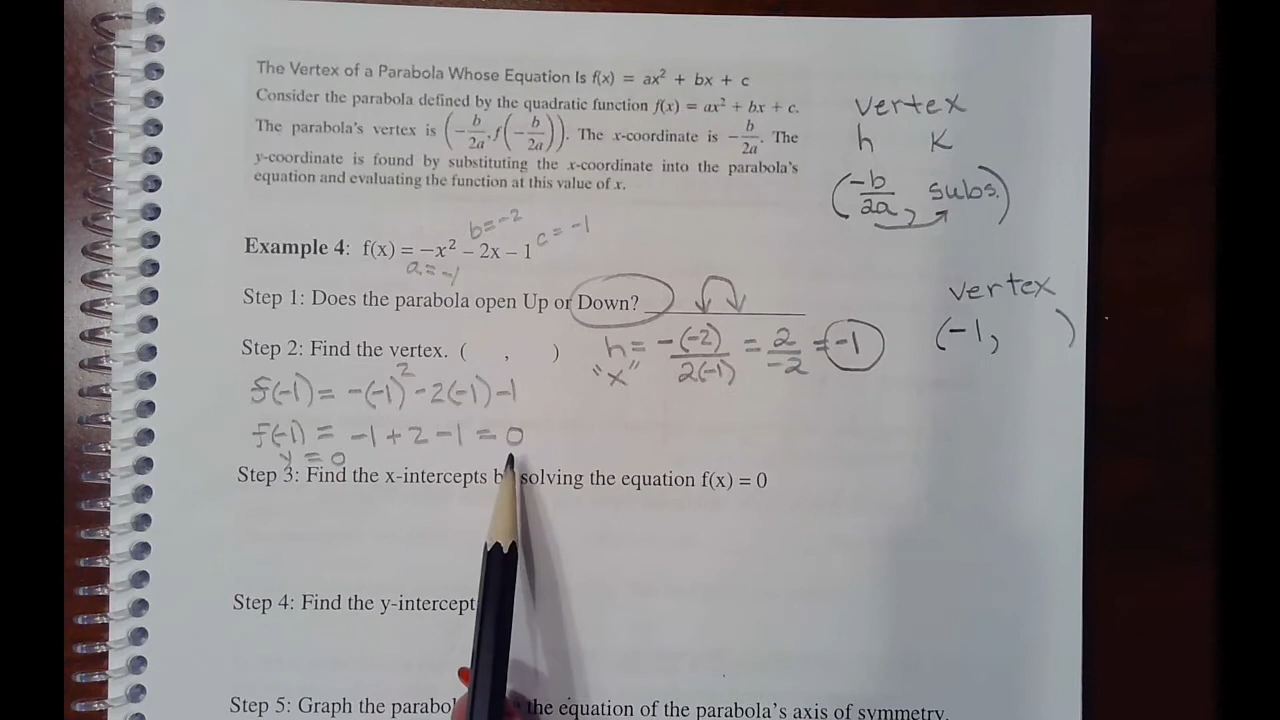 The Vertex of a Parabola Whose Equation Is f(x) = ax² + bx + c
Consider the parabola defined by the quadratic function f(x) = ax² + bx + c.
The parabola's vertex is (−b/2a, f(−b/2a)). The x-coordinate is −b/2a. The
y-coordinate is found by substituting the x-coordinate into the parabola's
equation and evaluating the function at this value of x.
vertex
h K
(-b/2a, subs.)
b=-2
c=-1
Example 4: f(x) = −x² − 2x − 1
a=-1
Step 1: Does the parabola open Up or Down?
vertex
(-1, )
Step 2: Find the vertex. ( , )
h = -(-2)/2(-1) = 2/-2 = -1
"x"
f(-1) = -(-1)²-2(-1)-1
f(-1) = -1+2-1=0
y=0
Step 3: Find the x-intercepts solving the equation f(x) = 0
Step 4: Find the y-intercept
Step 5: Graph the the equation of the parabola's axis of symmetry.